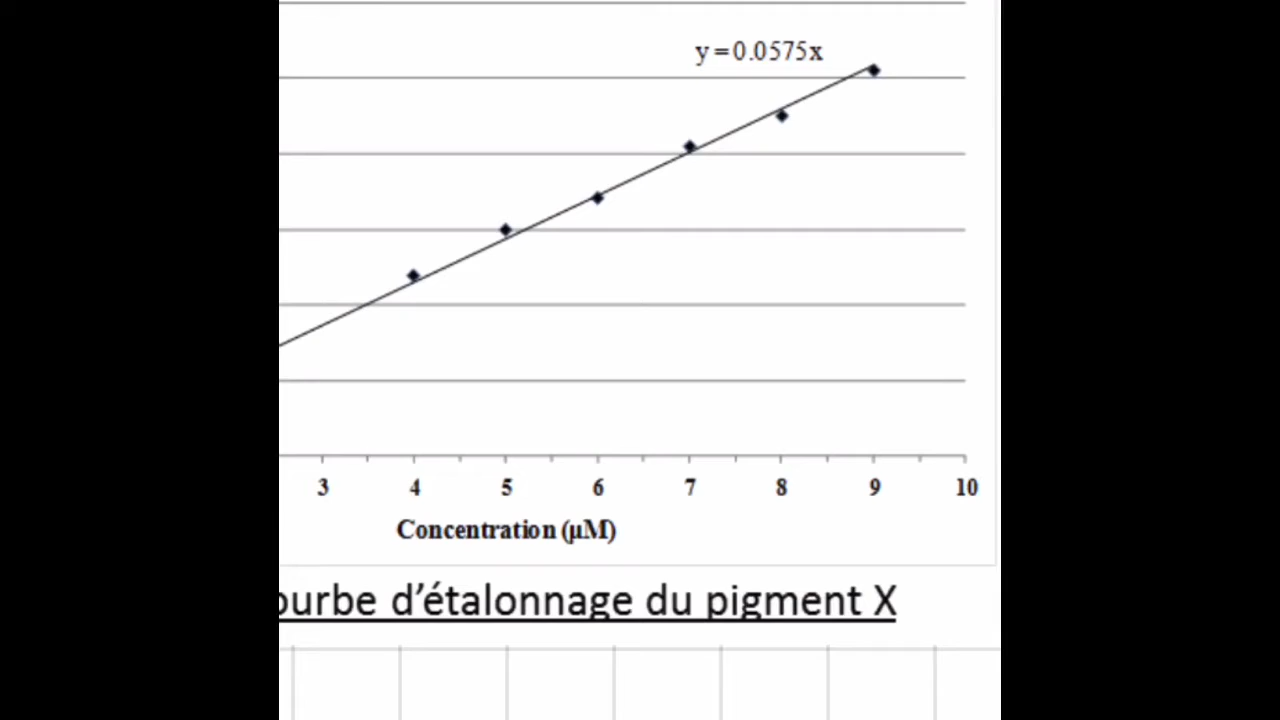 y = 0.0575x
3 4 5 6 7 8 9 10
Concentration (µM)
ourbe d’étalonnage du pigment X